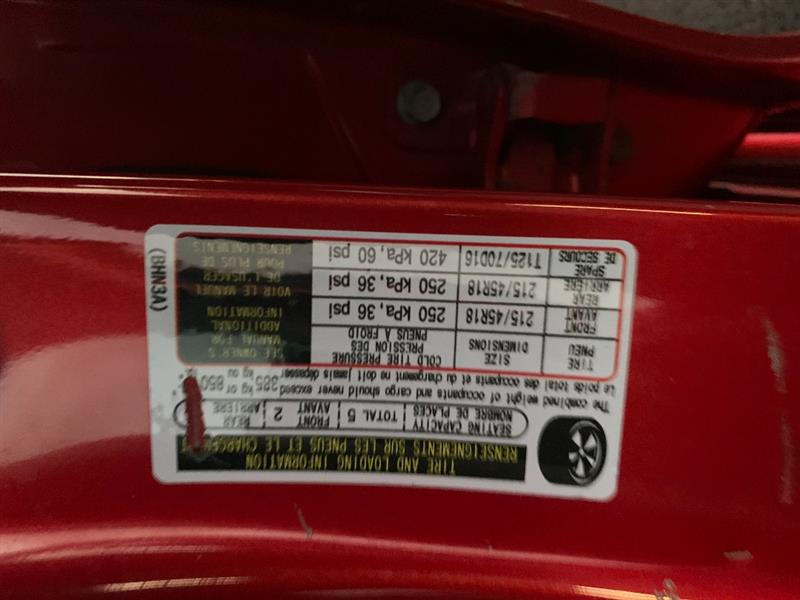 TIRE AND LOADING INFORMATION
RENSEIGNEMENTS SUR LES PNEUS ET LE
SEATING CAPACITY
NOMBRE DE PLACES
TOTAL 5
FRONT
AVANT
2
REAR
ARRIÈRE
The combined weight of occupants and cargo should never exceed 385 kg or 850
Le poids total des occupants et du chargement ne doit jamais dépasser kg ou
TIRE
PNEU
SIZE
DIMENSIONS
COLD TIRE PRESSURE
PRESSION DES
PNEUS A FROID
FRONT
AVANT
215/45R18
250 kPa, 36 psi
REAR
ARRIÈRE
215/45R18
250 kPa, 36 psi
SPARE
DE SECOURS
T125/70D16
420 kPa, 60 psi
SEE OWNER'S
MANUAL FOR
ADDITIONAL
INFORMATION
VOIR LE MANUEL
DE L'USAGER
POUR PLUS DE
RENSEIGNEMENTS
(BHN3A)